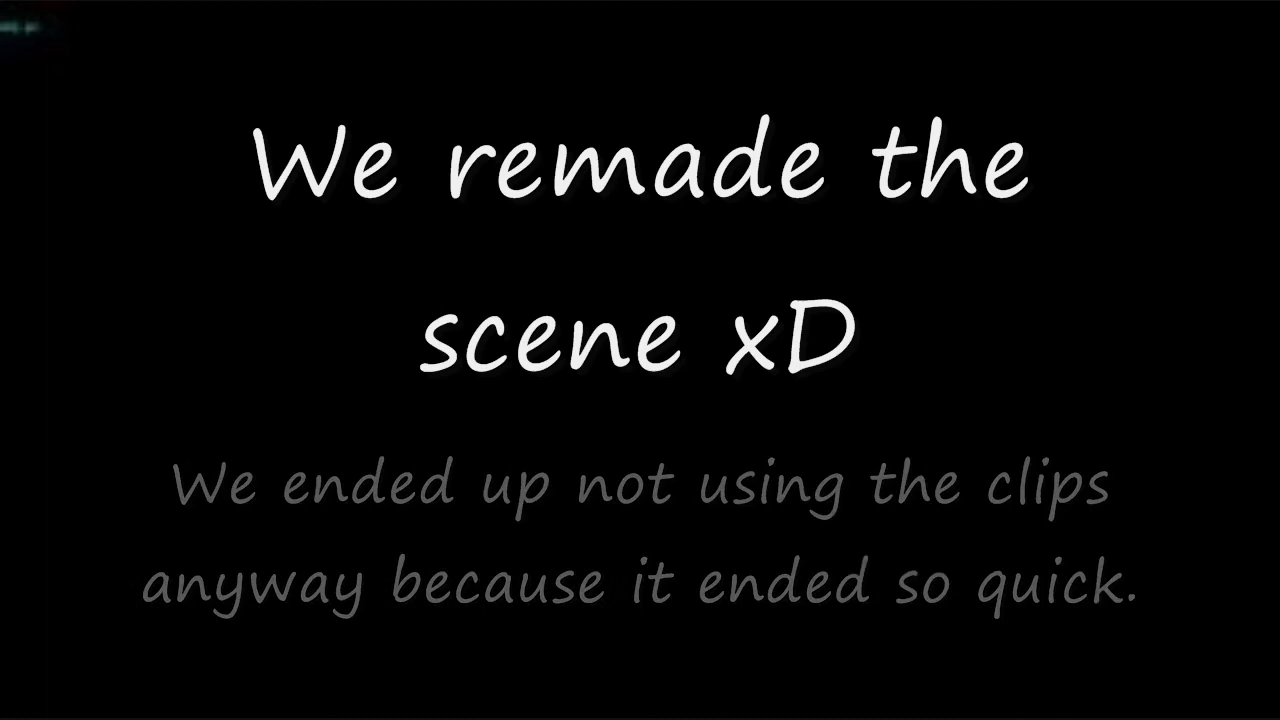 We remade the
scene xD
We ended up not using the clips
anyway because it ended so quick.